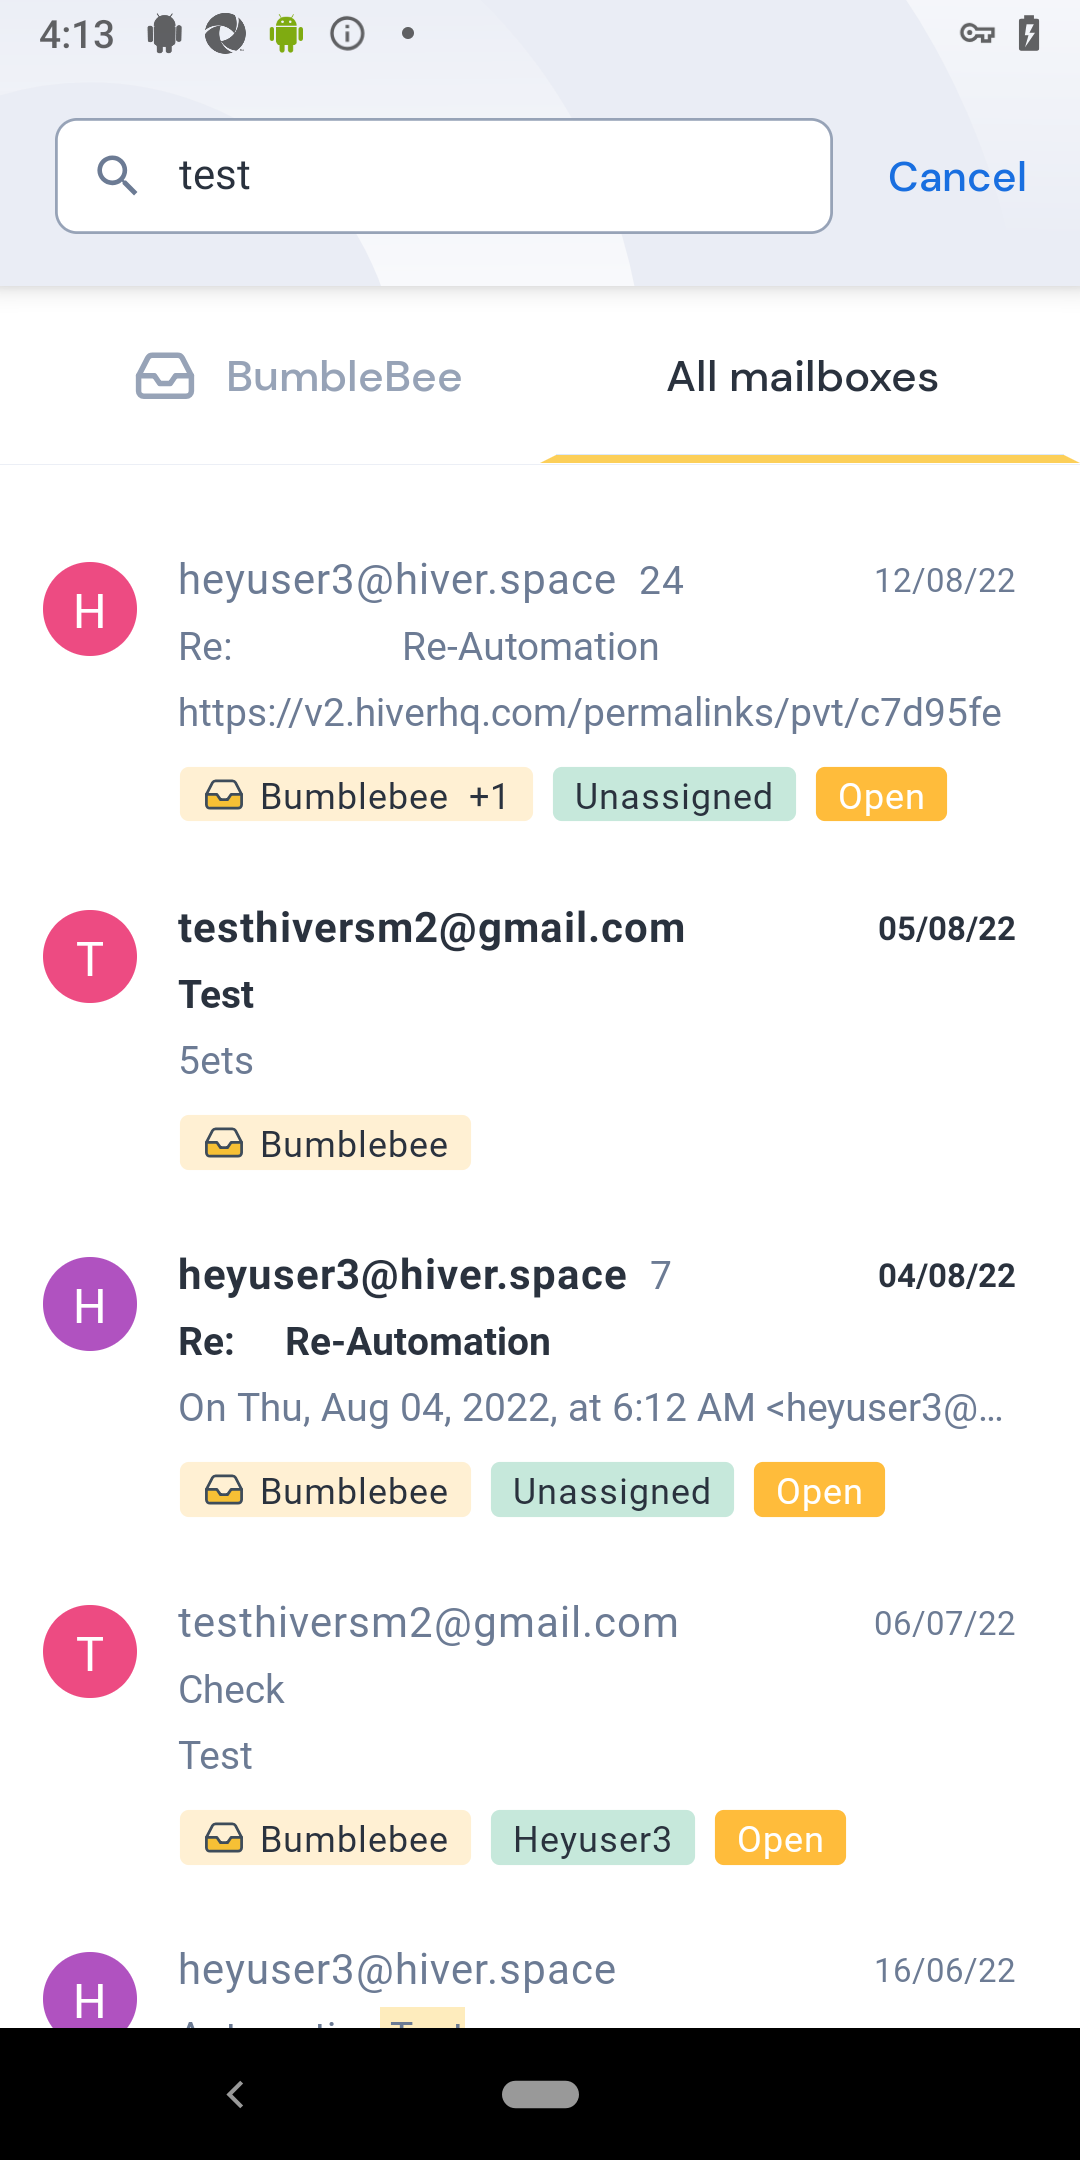 4:13
test
Cancel
BumbleBee
All mailboxes
H
heyuser3@hiver.space 24
12/08/22
Re: Re-Automation
https://v2.hiverhq.com/permalinks/pvt/c7d95fe
Bumblebee +1
Unassigned
Open
T
testhiversm2@gmail.com
05/08/22
Test
5ets
Bumblebee
H
heyuser3@hiver.space 7
04/08/22
Re: Re-Automation
On Thu, Aug 04, 2022, at 6:12 AM <heyuser3@...
Bumblebee
Unassigned
Open
T
testhiversm2@gmail.com
06/07/22
Check
Test
Bumblebee
Heyuser3
Open
H
heyuser3@hiver.space
16/06/22